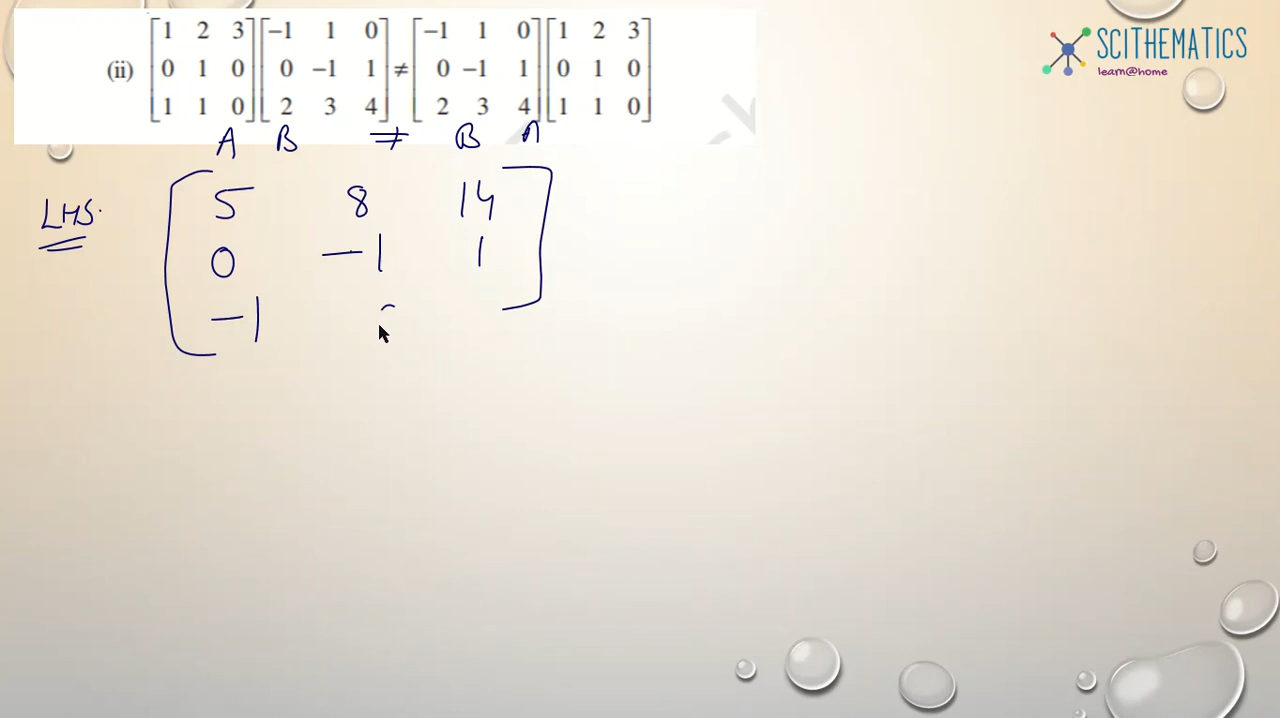 SCITHEMATICS
learn@home
[1 2 3] [−1 1 0] [−1 1 0] [1 2 3]
(ii) [0 1 0] [0 −1 1] ≠ [0 −1 1] [0 1 0]
[1 1 0] [2 3 4] [2 3 4] [1 1 0]
A B ≠ B A
LHS.
5 8 14
0 −1 1
−1